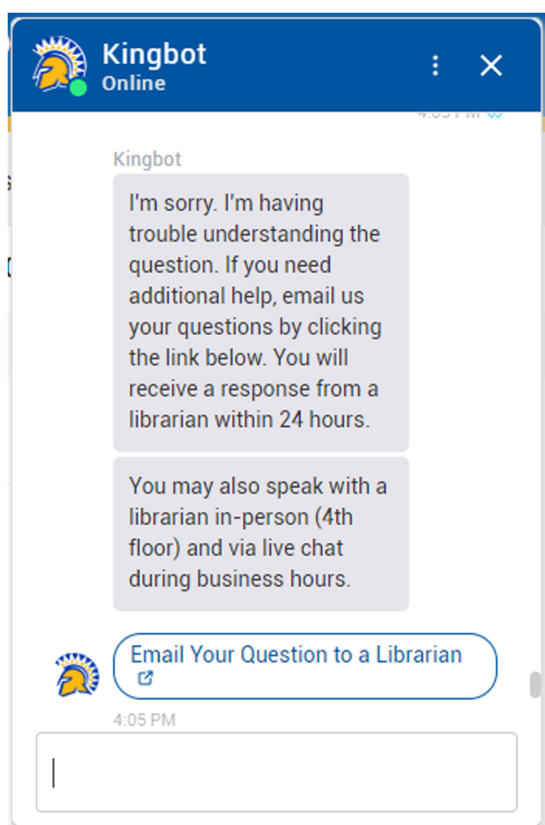 Kingbot
Online
Kingbot
I'm sorry. I'm having
trouble understanding the
question. If you need
additional help, email us
your questions by clicking
the link below. You will
receive a response from a
librarian within 24 hours.
You may also speak with a
librarian in-person (4th
floor) and via live chat
during business hours.
Email Your Question to a Librarian
4:05 PM